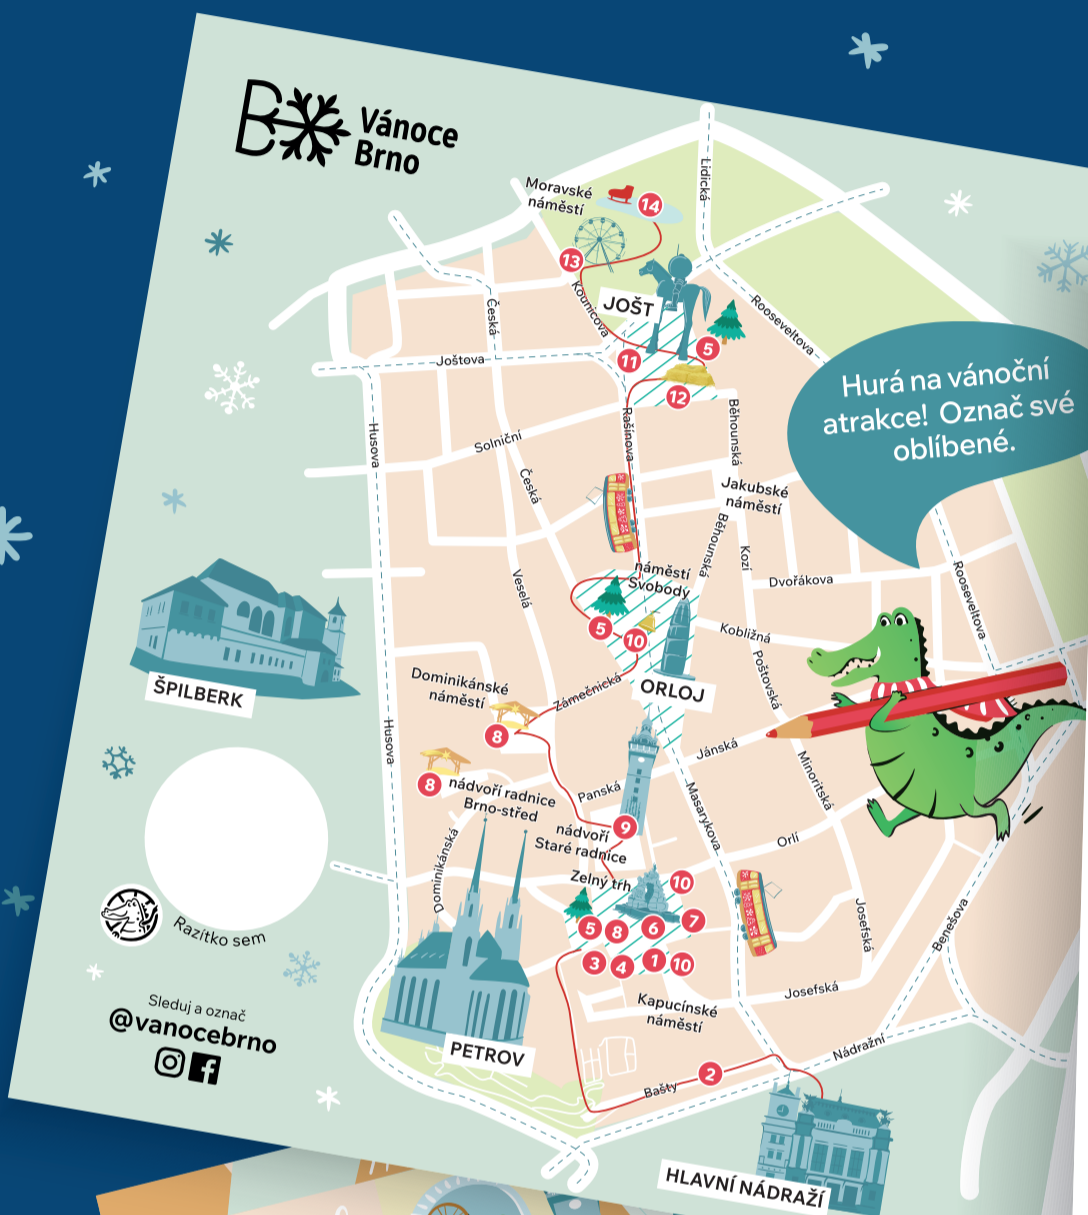 Vánoce
Brno
Moravské
náměstí
14
Lidická
13
Kounicova
JOŠT
Česká
Rooseveltova
5
11
Joštova
12
Hurá na vánoční
atrakce! Označ své
oblíbené.
Husova
Solniční
Rašínova
Běhounská
Česká
Jakubské
náměstí
Běhounská
Kozí
náměstí
Svobody
Veselá
Dvořákova
Rooseveltova
5
10
Kobližná
Poštovská
ŠPILBERK
Dominikánské
náměstí
Zámečnická
ORLOJ
8
Husova
Jánská
Minoritská
8
nádvoří radnice
Brno-střed
Panská
Masarykova
9
nádvoří
Staré radnice
Orlí
Dominikánská
Zelný trh
10
5
8
6
7
3
4
1
10
Josefská
Benešova
Razítko sem
Josefská
Kapucínské
náměstí
Sleduj a označ
@vanocebrno
PETROV
Nádražní
2
Bašty
HLAVNÍ NÁDRAŽÍ